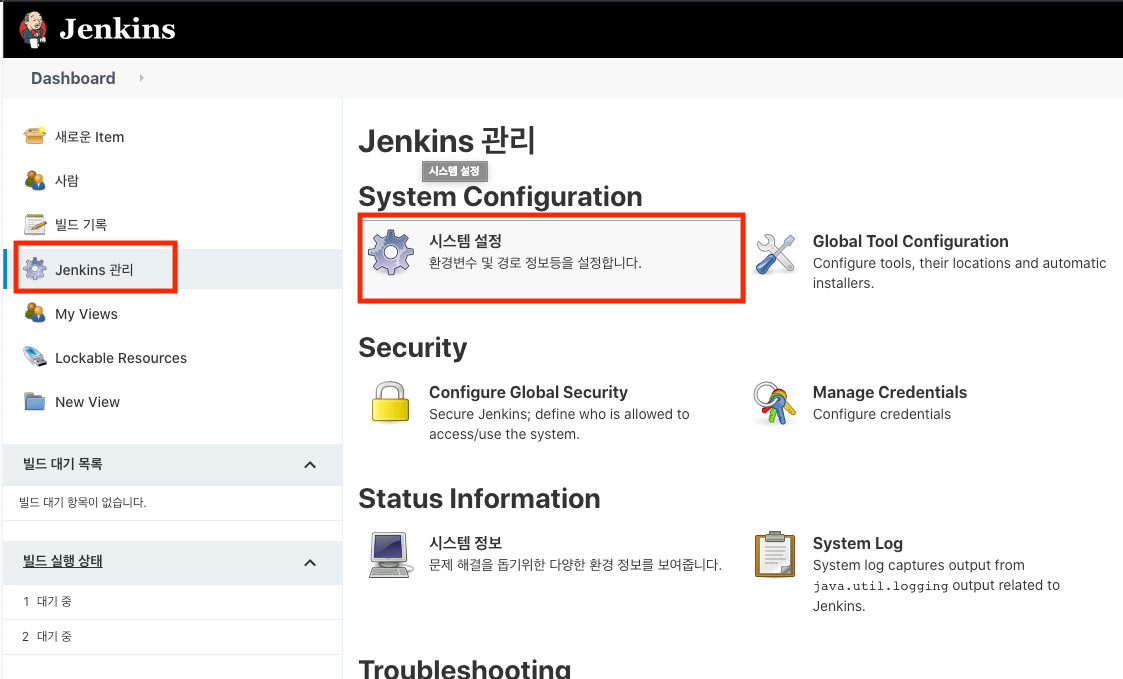 Jenkins
Dashboard
새로운 Item
사람
빌드 기록
Jenkins 관리
My Views
Lockable Resources
New View
빌드 대기 목록
빌드 대기 항목이 없습니다.
빌드 실행 상태
1 대기 중
2 대기 중
Jenkins 관리
시스템 설정
System Configuration
시스템 설정
환경변수 및 경로 정보등을 설정합니다.
Global Tool Configuration
Configure tools, their locations and automatic
installers.
Security
Configure Global Security
Secure Jenkins; define who is allowed to
access/use the system.
Manage Credentials
Configure credentials
Status Information
시스템 정보
문제 해결을 돕기위한 다양한 환경 정보를 보여줍니다.
System Log
System log captures output from
java.util.logging output related to
Jenkins.
Troubleshooting